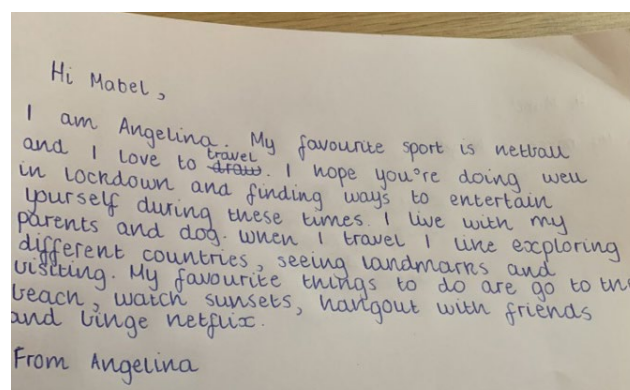 Hi Mabel,
I am Angelina. My favourite sport is netball
and I love to travel draw. I hope you're doing well
in lockdown and finding ways to entertain
yourself during these times. I live with my
parents and dog. When I travel I like exploring
different countries, seeing landmarks and
visiting. My favourite things to do are go to the
beach, watch sunsets, hangout with friends
and binge netflix.
From Angelina